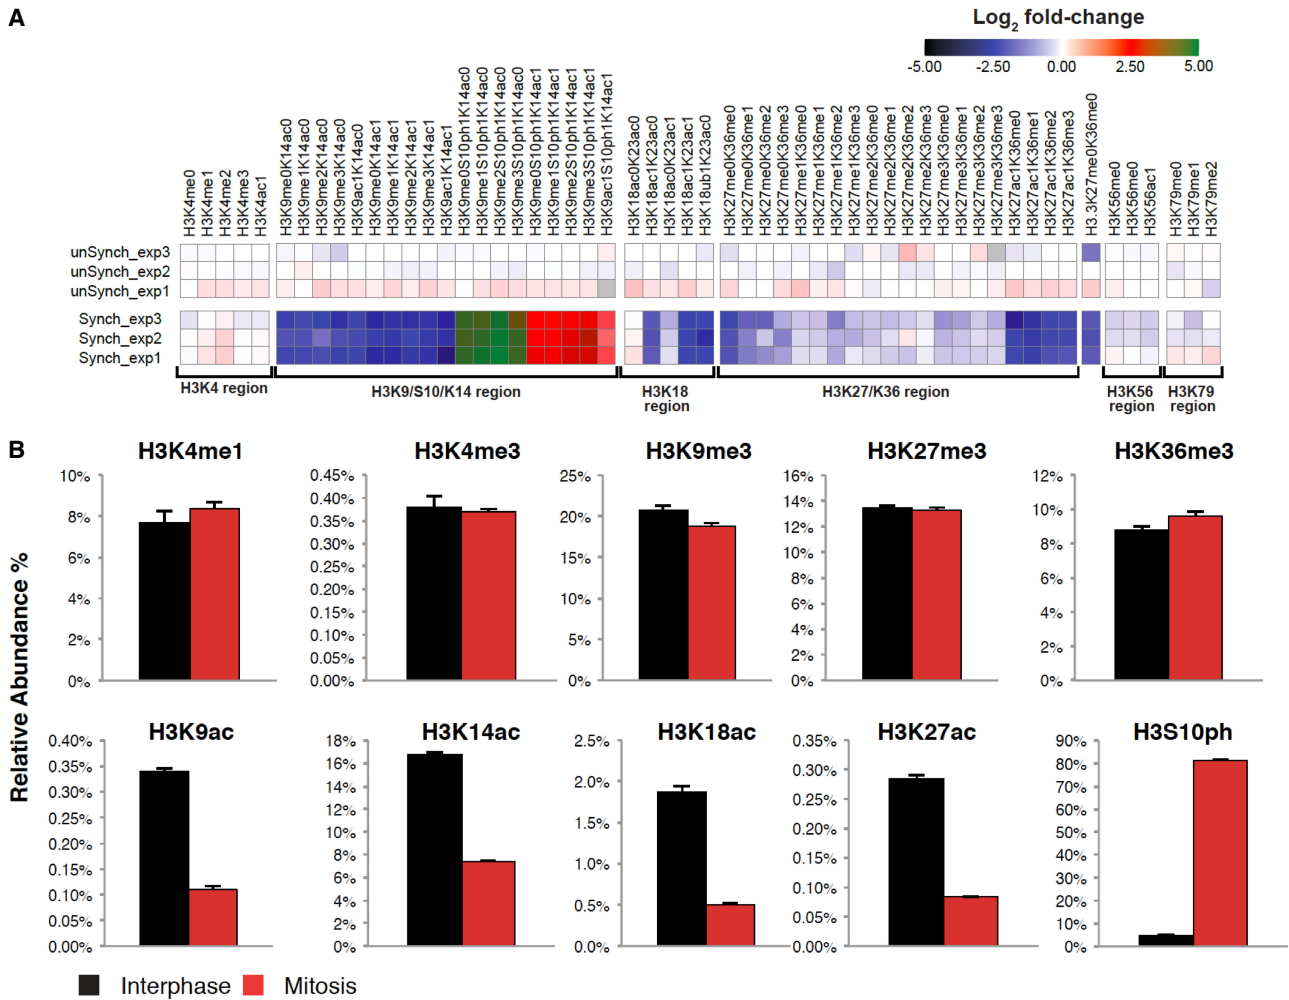 A
Log2 fold-change
-5.00 -2.50 0.00 2.50 5.00
H3K4me0
H3K4me1
H3K4me2
H3K4me3
H3K4ac1
H3K9me0K14ac0
H3K9me1K14ac0
H3K9me2K14ac0
H3K9me3K14ac0
H3K9ac1K14ac0
H3K9me0K14ac1
H3K9me1K14ac1
H3K9me2K14ac1
H3K9me3K14ac1
H3K9ac1K14ac1
H3K9me0S10ph1K14ac0
H3K9me1S10ph1K14ac0
H3K9me2S10ph1K14ac0
H3K9me3S10ph1K14ac0
H3K9me0S10ph1K14ac1
H3K9me1S10ph1K14ac1
H3K9me2S10ph1K14ac1
H3K9me3S10ph1K14ac1
H3K9ac1S10ph1K14ac1
H3K18ac0K23ac0
H3K18ac1K23ac0
H3K18ac0K23ac1
H3K18ac1K23ac1
H3K18ub1K23ac0
H3K27me0K36me0
H3K27me0K36me1
H3K27me0K36me2
H3K27me0K36me3
H3K27me1K36me0
H3K27me1K36me1
H3K27me1K36me2
H3K27me1K36me3
H3K27me2K36me0
H3K27me2K36me1
H3K27me2K36me2
H3K27me2K36me3
H3K27me3K36me0
H3K27me3K36me1
H3K27me3K36me2
H3K27me3K36me3
H3K27ac1K36me0
H3K27ac1K36me1
H3K27ac1K36me2
H3K27ac1K36me3
H3.3K27me0K36me0
H3K56me0
H3K56me0
H3K56ac1
H3K79me0
H3K79me1
H3K79me2
unSynch_exp3
unSynch_exp2
unSynch_exp1
Synch_exp3
Synch_exp2
Synch_exp1
H3K4 region
H3K9/S10/K14 region
H3K18
region
H3K27/K36 region
H3K56
region
H3K79
region
B
Relative Abundance %
H3K4me1
10%
8%
6%
4%
2%
0%
H3K4me3
0.45%
0.40%
0.35%
0.30%
0.25%
0.20%
0.15%
0.10%
0.05%
0.00%
H3K9me3
25%
20%
15%
10%
5%
0%
H3K27me3
16%
14%
12%
10%
8%
6%
4%
2%
0%
H3K36me3
12%
10%
8%
6%
4%
2%
0%
H3K9ac
0.40%
0.35%
0.30%
0.25%
0.20%
0.15%
0.10%
0.05%
0.00%
H3K14ac
18%
16%
14%
12%
10%
8%
6%
4%
2%
0%
H3K18ac
2.5%
2.0%
1.5%
1.0%
0.5%
0.0%
H3K27ac
0.35%
0.30%
0.25%
0.20%
0.15%
0.10%
0.05%
0.00%
H3S10ph
90%
80%
70%
60%
50%
40%
30%
20%
10%
0%
Interphase Mitosis